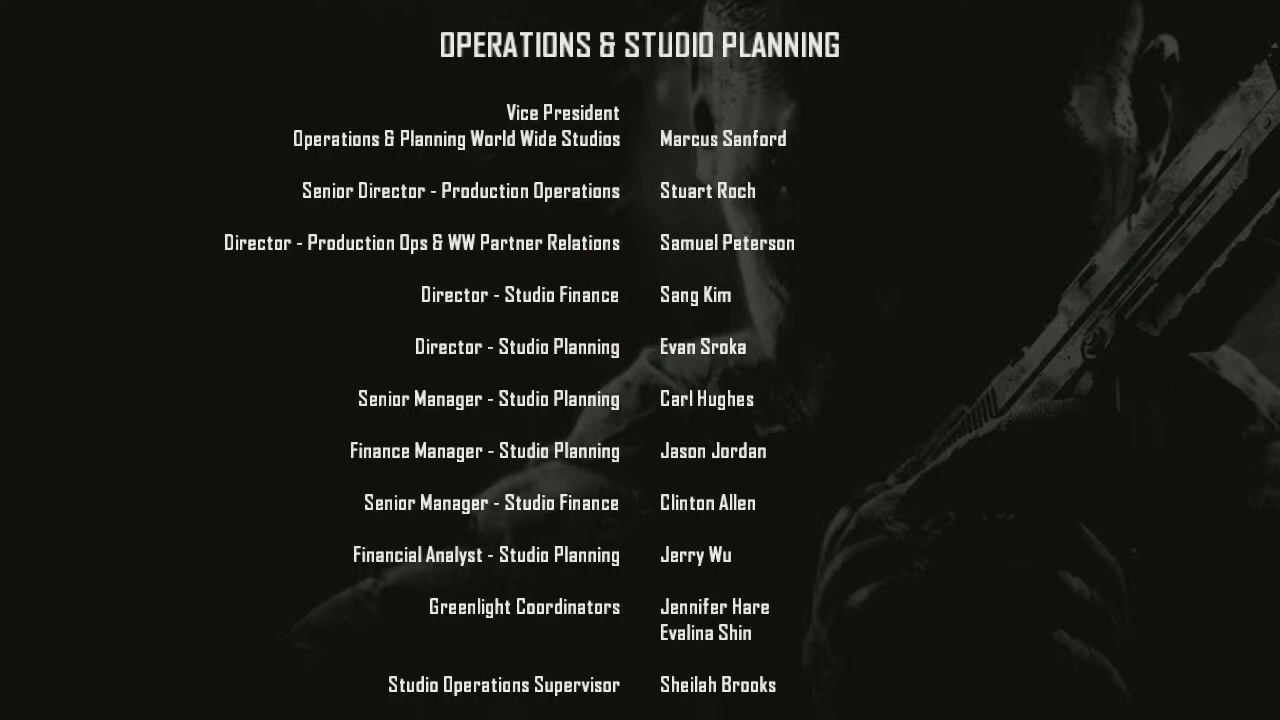 OPERATIONS & STUDIO PLANNING
Vice President
Operations & Planning World Wide Studios Marcus Sanford
Senior Director - Production Operations Stuart Roch
Director - Production Ops & WW Partner Relations Samuel Peterson
Director - Studio Finance Sang Kim
Director - Studio Planning Evan Sroka
Senior Manager - Studio Planning Carl Hughes
Finance Manager - Studio Planning Jason Jordan
Senior Manager - Studio Finance Clinton Allen
Financial Analyst - Studio Planning Jerry Wu
Greenlight Coordinators Jennifer Hare
Evalina Shin
Studio Operations Supervisor Sheilah Brooks